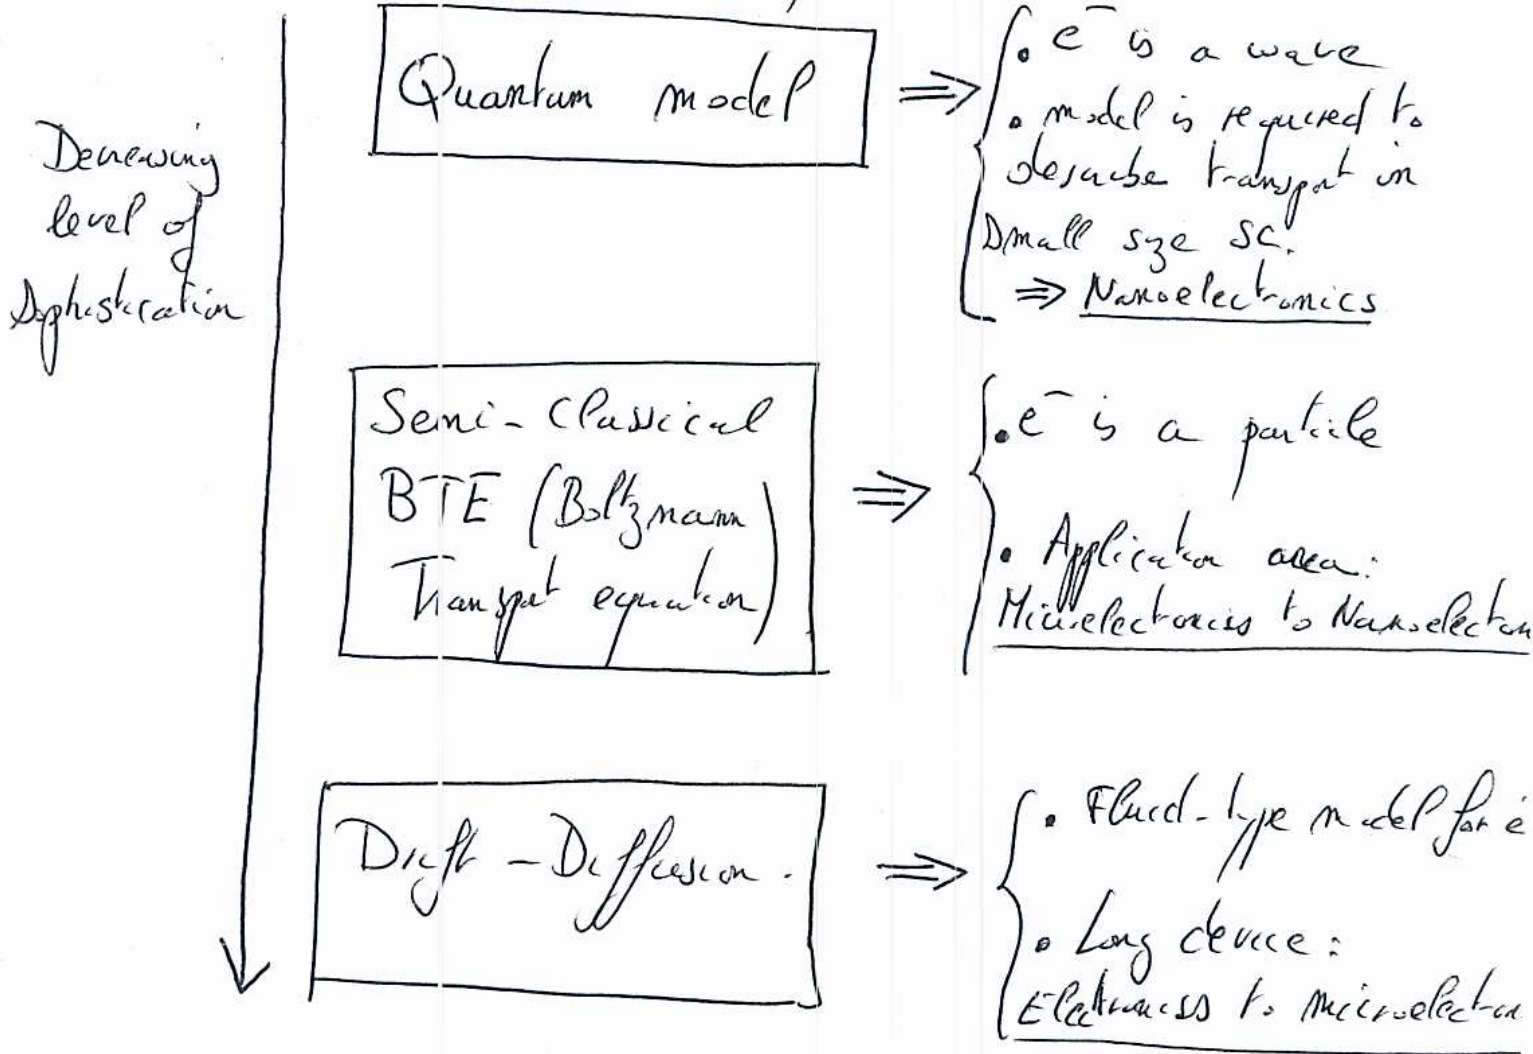 Decreasing
level of
Sophistication
Quantum model
⇒
• e⁻ is a wave
• model is required to
describe transport in
Small size SC.
⇒ Nanoelectronics
Semi-Classical
BTE (Boltzmann
Transport equation)
⇒
• e⁻ is a particle
• Application area:
Microelectronics to Nanoelectron
Drift-Diffusion.
⇒
• Fluid-type model for e⁻
• Long device:
Electronics to microelectron